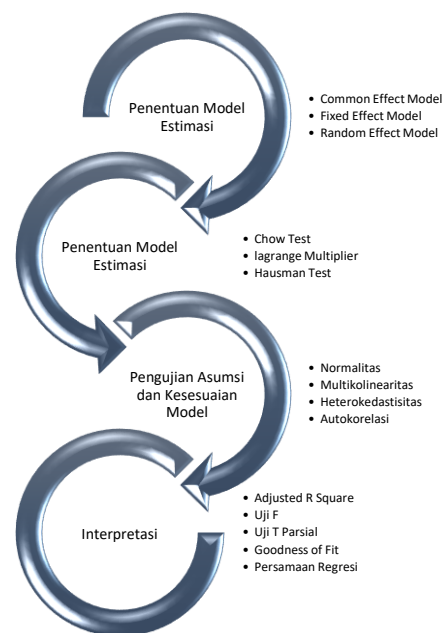 Penentuan Model
Estimasi
• Common Effect Model
• Fixed Effect Model
• Random Effect Model
Penentuan Model
Estimasi
• Chow Test
• lagrange Multiplier
• Hausman Test
Pengujian Asumsi
dan Kesesuaian
Model
• Normalitas
• Multikolinearitas
• Heterokedastisitas
• Autokorelasi
Interpretasi
• Adjusted R Square
• Uji F
• Uji T Parsial
• Goodness of Fit
• Persamaan Regresi